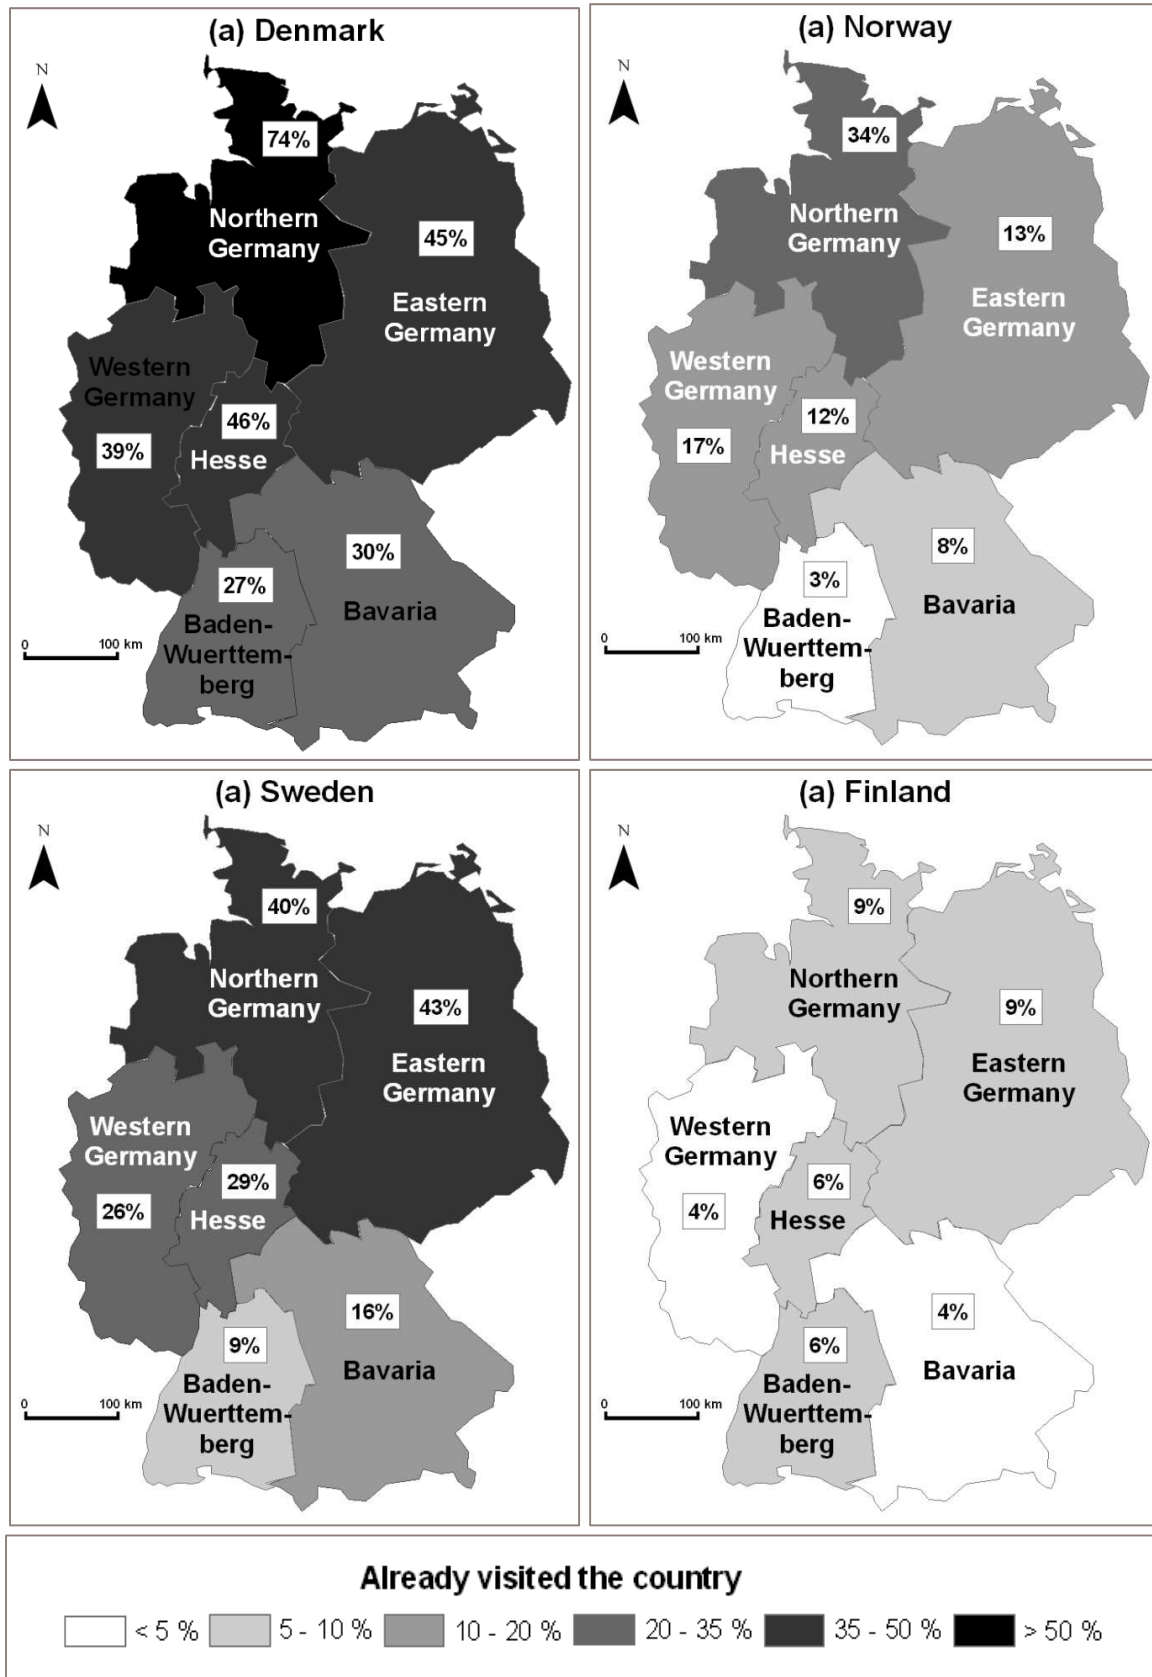 (a) Denmark
N
74%
Northern
Germany
45%
Eastern
Germany
Western
Germany
39%
46%
Hesse
30%
Bavaria
27%
Baden-
Wuerttem-
berg
0 100 km
(a) Norway
N
34%
Northern
Germany
13%
Eastern
Germany
Western
Germany
17%
12%
Hesse
8%
Bavaria
3%
Baden-
Wuerttem-
berg
0 100 km
(a) Sweden
N
40%
Northern
Germany
43%
Eastern
Germany
Western
Germany
26%
29%
Hesse
16%
Bavaria
9%
Baden-
Wuerttem-
berg
0 100 km
(a) Finland
N
9%
Northern
Germany
9%
Eastern
Germany
Western
Germany
4%
6%
Hesse
4%
Bavaria
6%
Baden-
Wuerttem-
berg
0 100 km
Already visited the country
< 5 % 5 - 10 % 10 - 20 % 20 - 35 % 35 - 50 % > 50 %